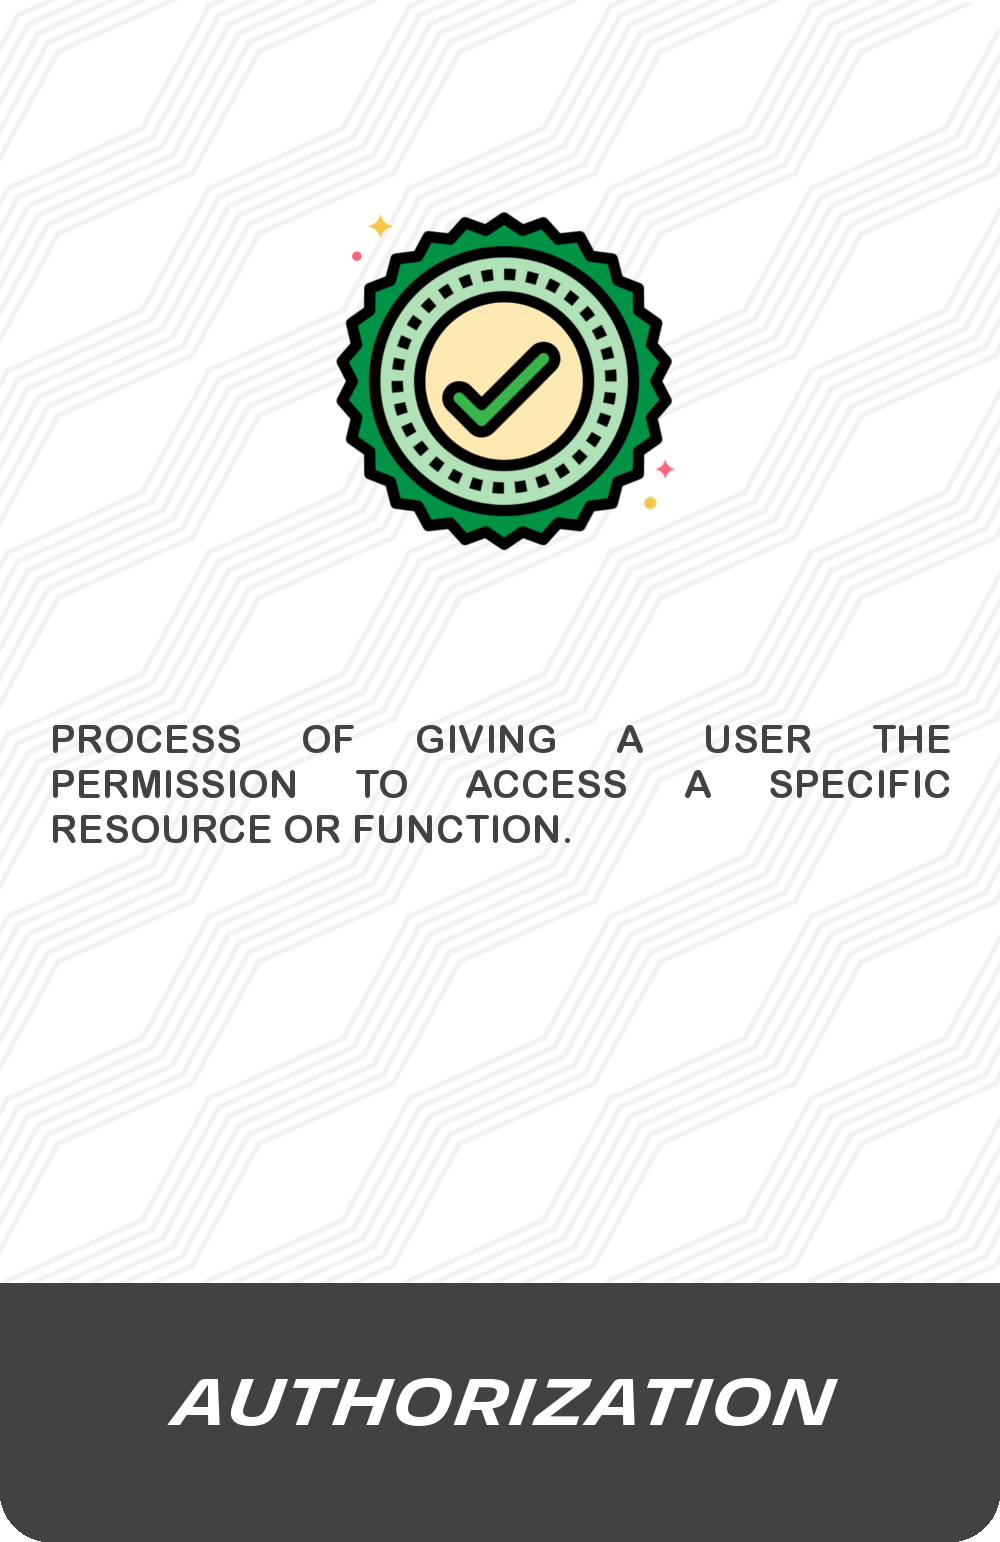 PROCESS OF GIVING A USER THE
PERMISSION TO ACCESS A SPECIFIC
RESOURCE OR FUNCTION.
AUTHORIZATION